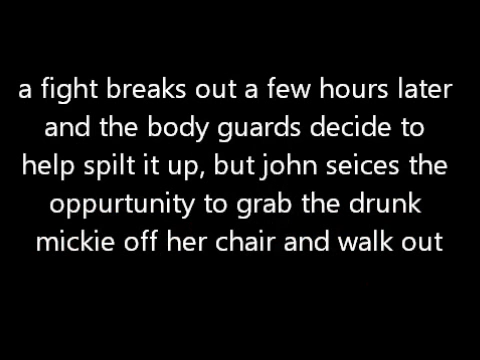 a fight breaks out a few hours later
and the body guards decide to
help spilt it up, but john seices the
oppurtunity to grab the drunk
mickie off her chair and walk out